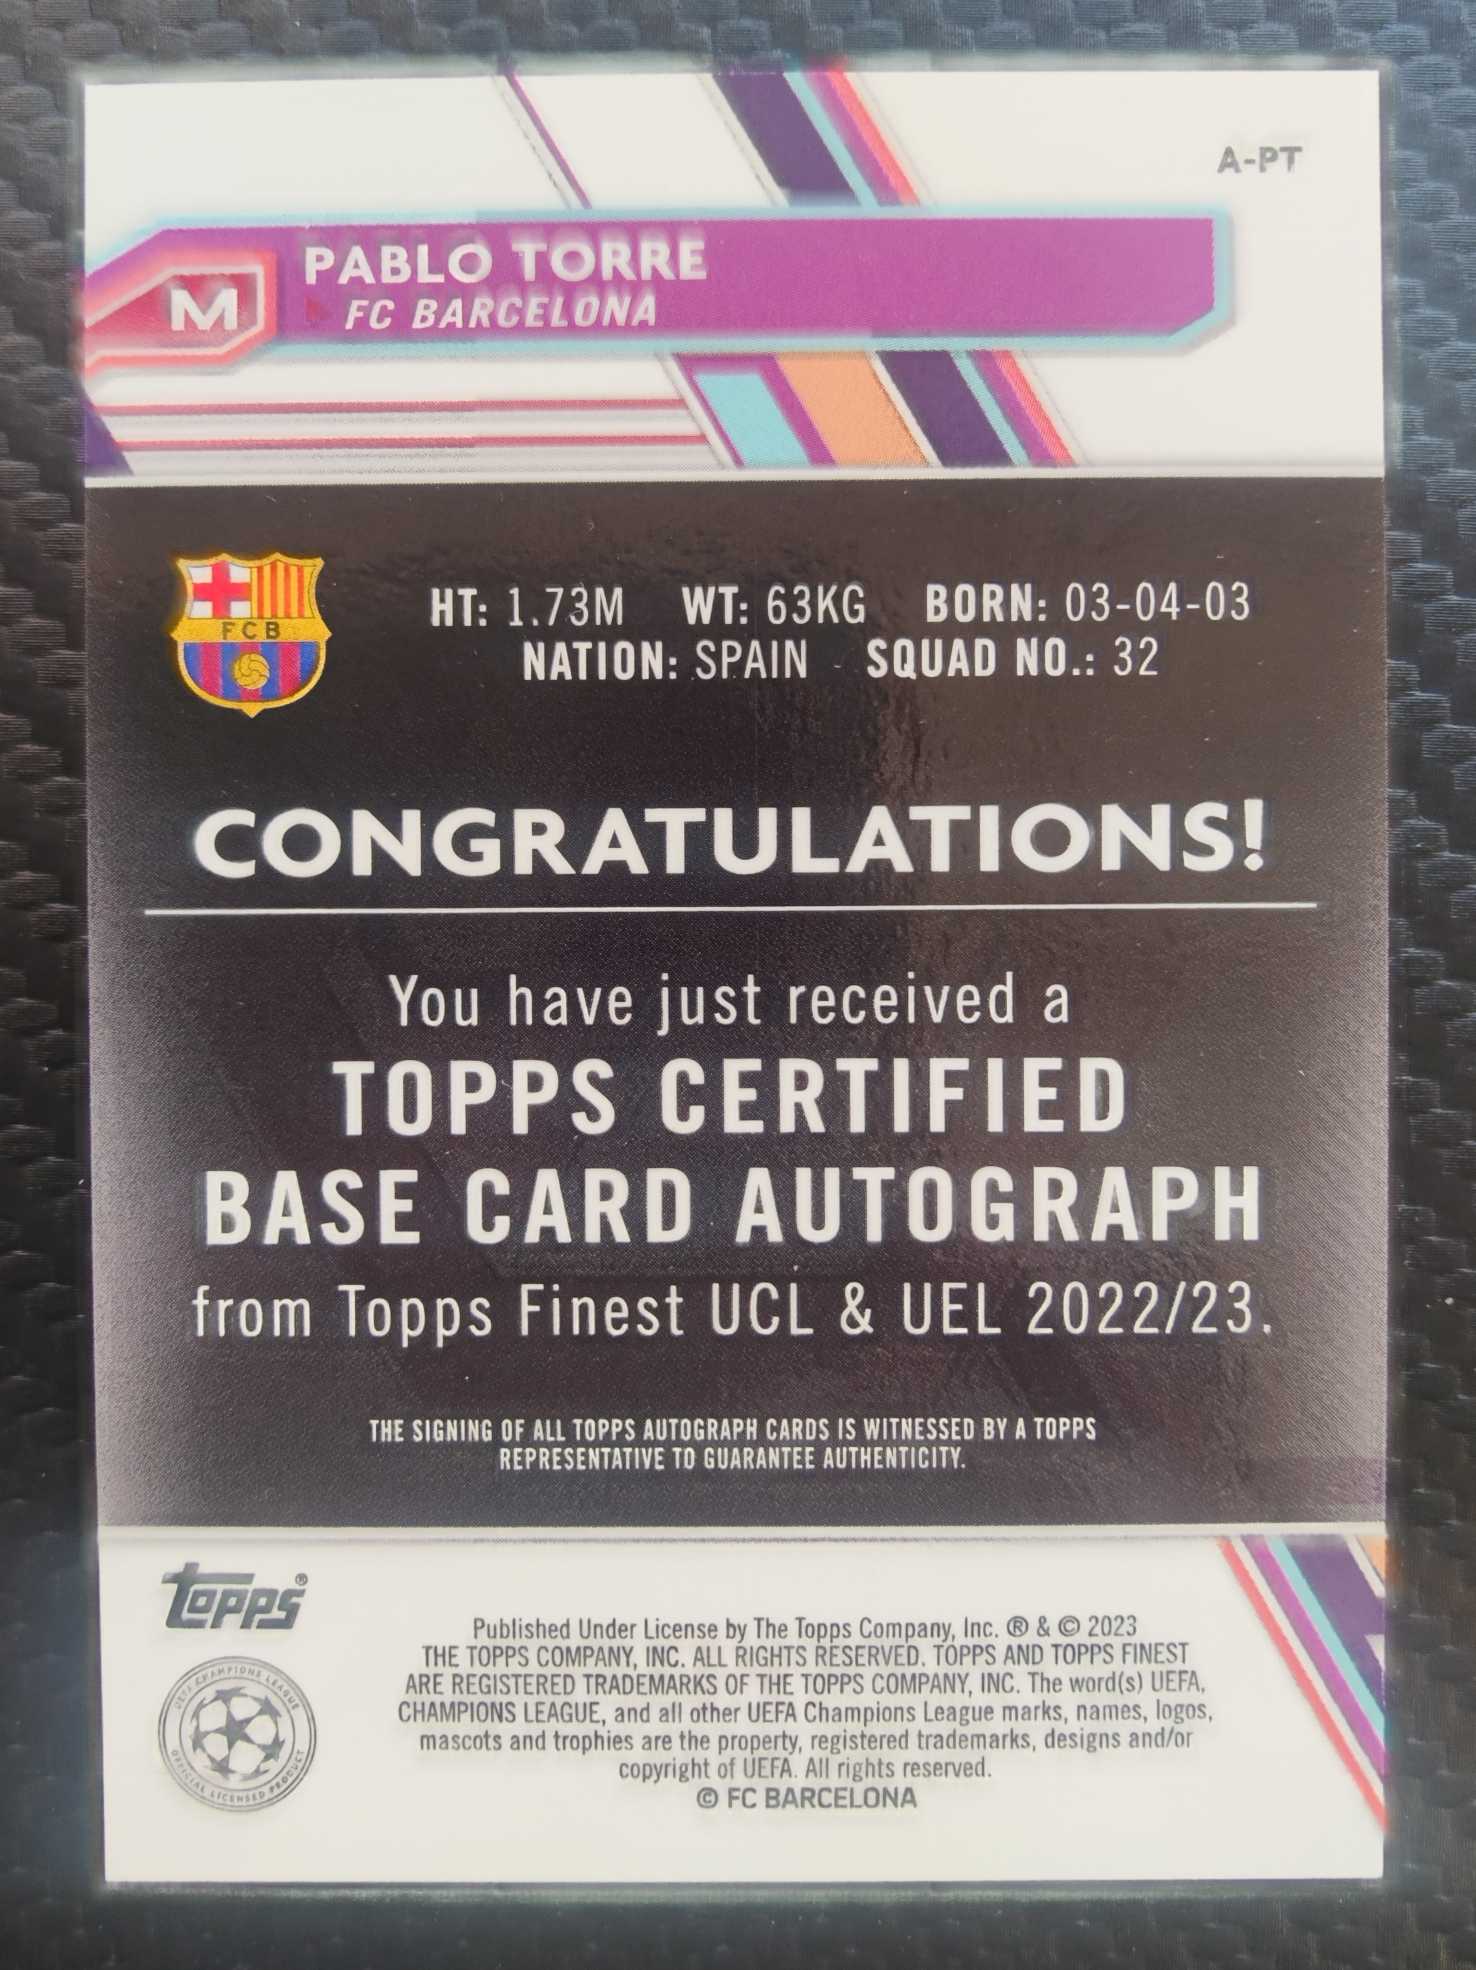 A-PT
M
PABLO TORRE
FC BARCELONA
FCB
HT: 1.73M WT: 63KG BORN: 03-04-03
NATION: SPAIN SQUAD NO.: 32
CONGRATULATIONS!
You have just received a
TOPPS CERTIFIED
BASE CARD AUTOGRAPH
from Topps Finest UCL & UEL 2022/23.
THE SIGNING OF ALL TOPPS AUTOGRAPH CARDS IS WITNESSED BY A TOPPS
REPRESENTATIVE TO GUARANTEE AUTHENTICITY.
Topps®
UEFA CHAMPIONS LEAGUE
OFFICIAL LICENSED PRODUCT
Published Under License by The Topps Company, Inc. ® & © 2023
THE TOPPS COMPANY, INC. ALL RIGHTS RESERVED. TOPPS AND TOPPS FINEST
ARE REGISTERED TRADEMARKS OF THE TOPPS COMPANY, INC. The word(s) UEFA,
CHAMPIONS LEAGUE, and all other UEFA Champions League marks, names, logos,
mascots and trophies are the property, registered trademarks, designs and/or
copyright of UEFA. All rights reserved.
© FC BARCELONA